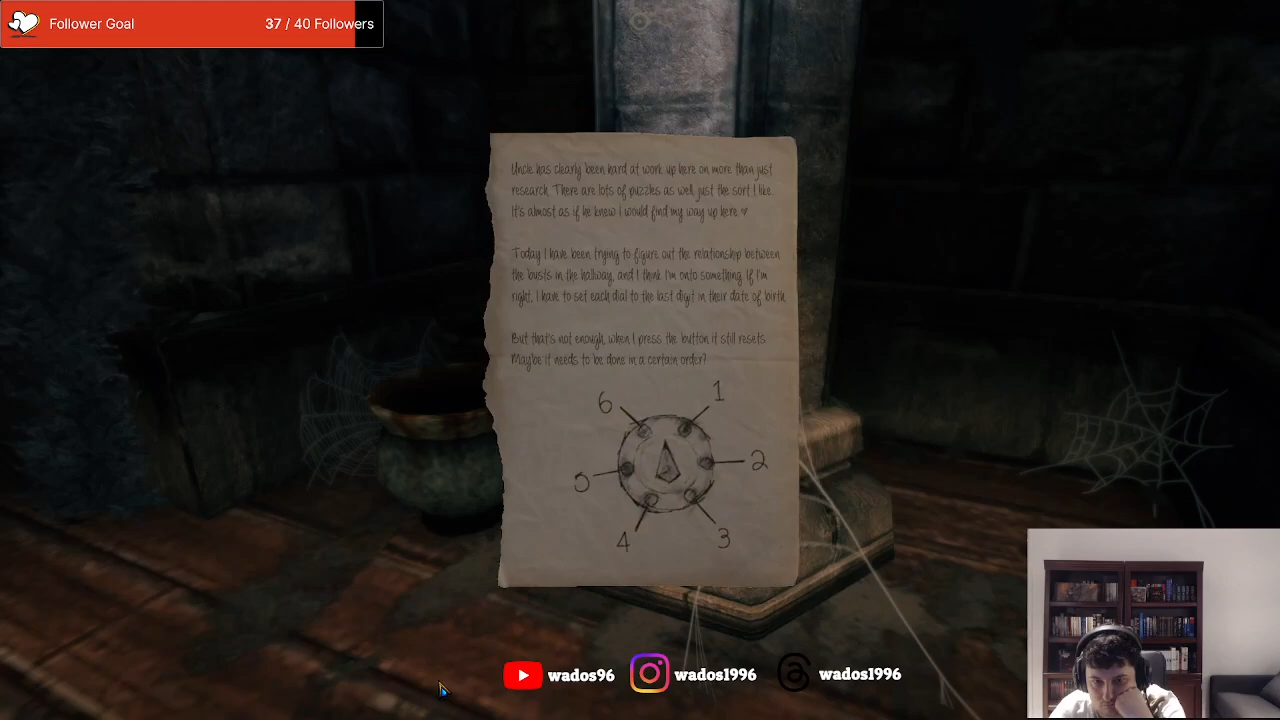 Follower Goal
37 / 40 Followers
Uncle has clearly been hard at work up here on more than just
research. There are lots of puzzles as well, just the sort I like.
It's almost as if he knew I would find my way up here ♥
Today I have been trying to figure out the relationship between
the busts in the hallway, and I think I'm onto something. If I'm
right, I have to set each dial to the last digit in their date of birth.
But that's not enough, when I press the button it still resets.
Maybe it needs to be done in a certain order?
6
1
2
3
4
wados96
wados1996
wados1996